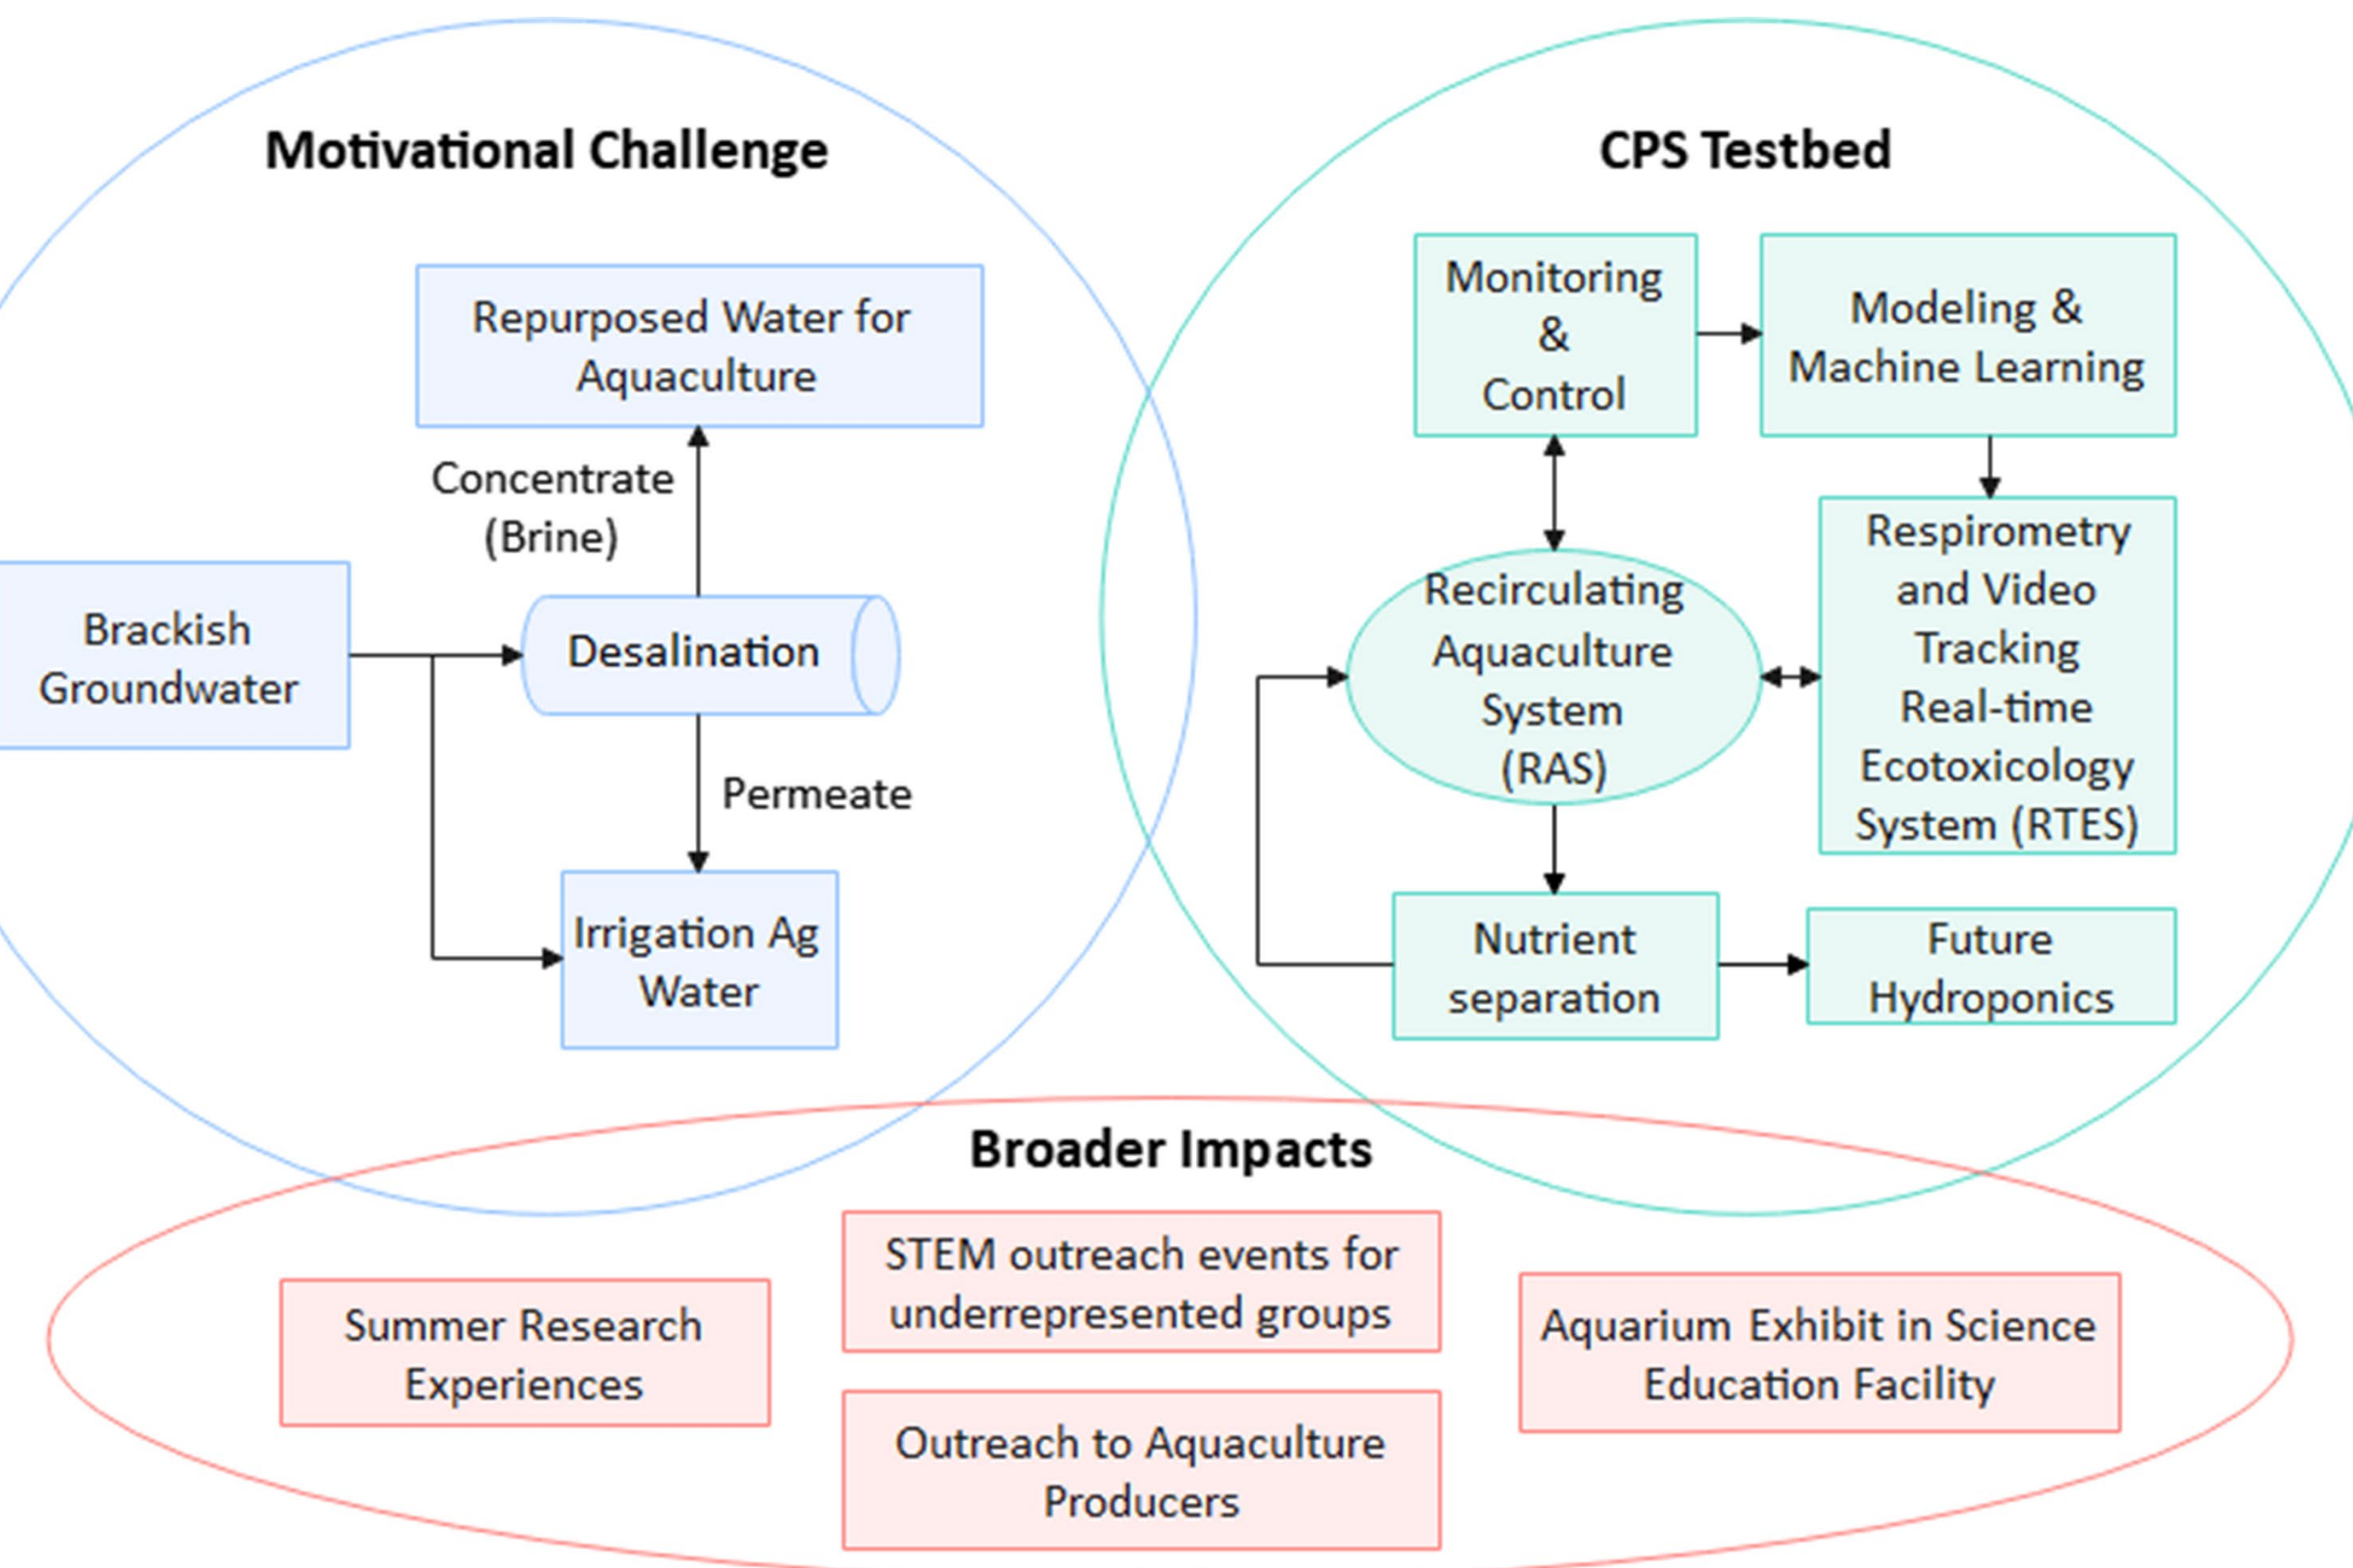 Motivational Challenge
Repurposed Water for
Aquaculture
Concentrate
(Brine)
Brackish
Groundwater
Desalination
Permeate
Irrigation Ag
Water
CPS Testbed
Monitoring
&
Control
Modeling &
Machine Learning
Recirculating
Aquaculture
System
(RAS)
Respirometry
and Video
Tracking
Real-time
Ecotoxicology
System (RTES)
Nutrient
separation
Future
Hydroponics
Broader Impacts
Summer Research
Experiences
STEM outreach events for
underrepresented groups
Outreach to Aquaculture
Producers
Aquarium Exhibit in Science
Education Facility